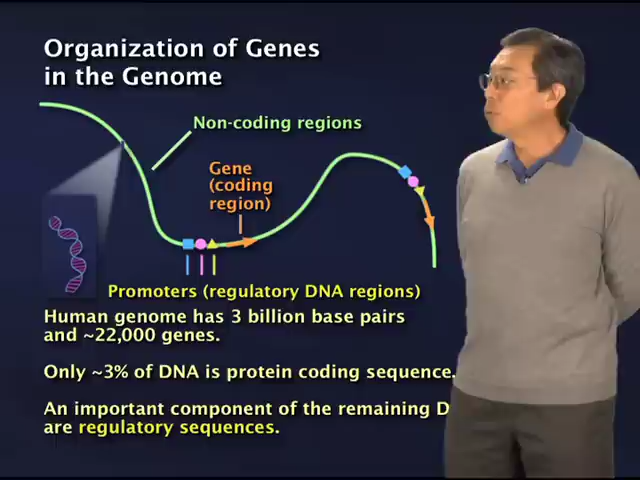 Organization of Genes
in the Genome
Non-coding regions
Gene
(coding
region)
Promoters (regulatory DNA regions)
Human genome has 3 billion base pairs
and ~22,000 genes.
Only ~3% of DNA is protein coding sequence.
An important component of the remaining D
are regulatory sequences.